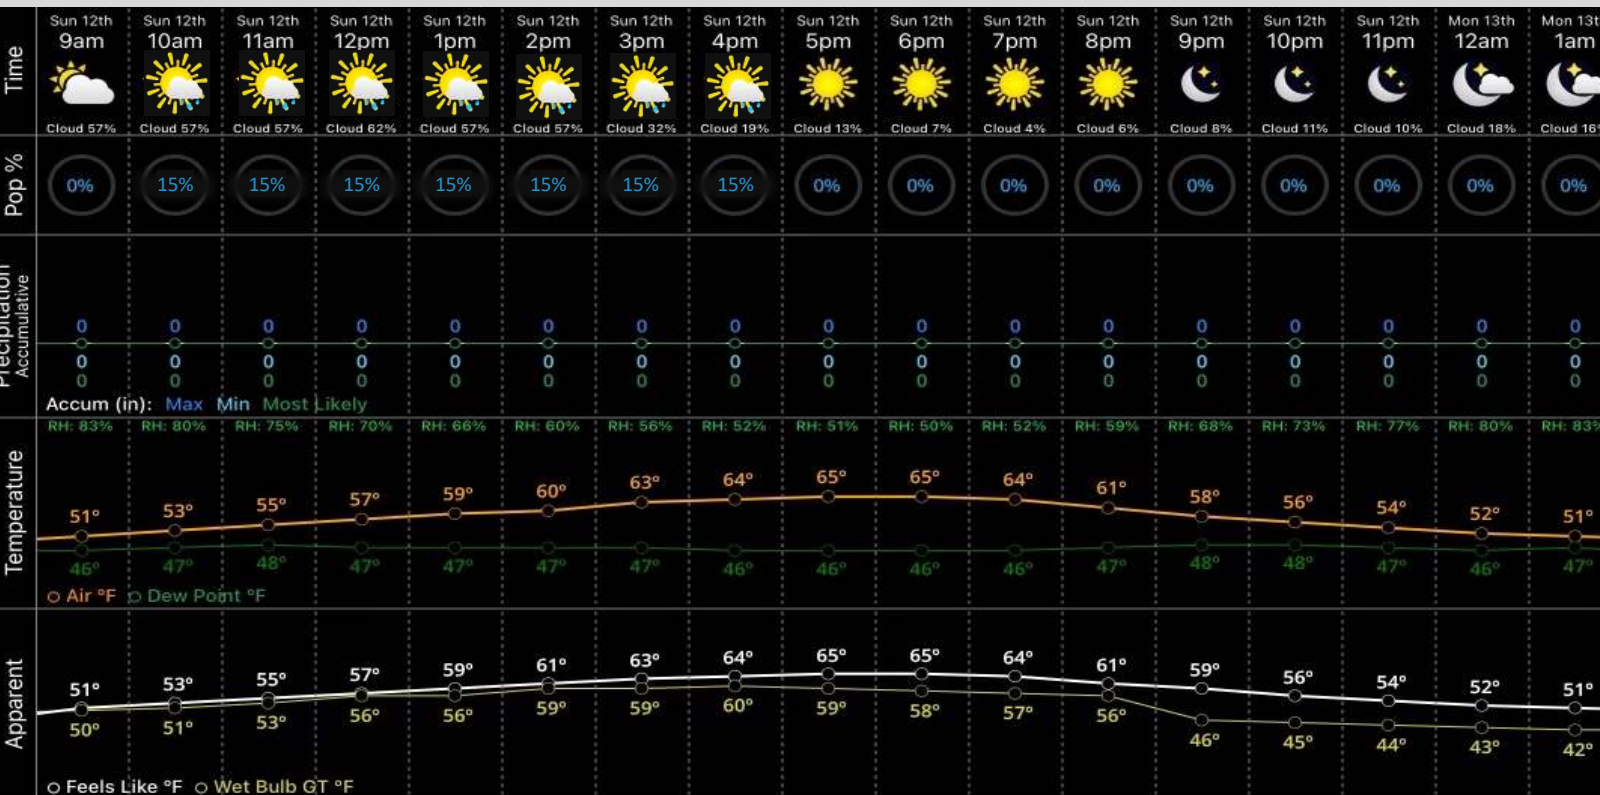 Sun 12th Sun 12th Sun 12th Sun 12th Sun 12th Sun 12th Sun 12th Sun 12th Sun 12th Sun 12th Sun 12th Sun 12th Sun 12th Sun 12th Sun 12th Mon 13th Mon 13t
9am 10am 11am 12pm 1pm 2pm 3pm 4pm 5pm 6pm 7pm 8pm 9pm 10pm 11pm 12am 1am
Time
Cloud 57% Cloud 57% Cloud 57% Cloud 62% Cloud 57% Cloud 57% Cloud 32% Cloud 19% Cloud 13% Cloud 7% Cloud 4% Cloud 6% Cloud 8% Cloud 11% Cloud 10% Cloud 18% Cloud 16%
Pop %
0% 15% 15% 15% 15% 15% 15% 15% 0% 0% 0% 0% 0% 0% 0% 0% 0%
Precipitation
Accumulative
0 0 0 0 0 0 0 0 0 0 0 0 0 0 0 0 0
0 0 0 0 0 0 0 0 0 0 0 0 0 0 0 0 0
0 0 0 0 0 0 0 0 0 0 0 0 0 0 0 0 0
Accum (in): Max Min Most Likely
Temperature
RH: 83% RH: 80% RH: 75% RH: 70% RH: 66% RH: 60% RH: 56% RH: 52% RH: 51% RH: 50% RH: 52% RH: 59% RH: 68% RH: 73% RH: 77% RH: 80% RH: 83%
51° 53° 55° 57° 59° 60° 63° 64° 65° 65° 64° 61° 58° 56° 54° 52° 51°
46° 47° 48° 47° 47° 47° 47° 46° 46° 46° 46° 47° 48° 48° 47° 46° 47°
Air °F Dew Point °F
Apparent
51° 53° 55° 57° 59° 61° 63° 64° 65° 65° 64° 61° 59° 56° 54° 52° 51°
50° 51° 53° 56° 56° 59° 59° 60° 59° 58° 57° 56° 46° 45° 44° 43° 42°
Feels Like °F Wet Bulb GT °F